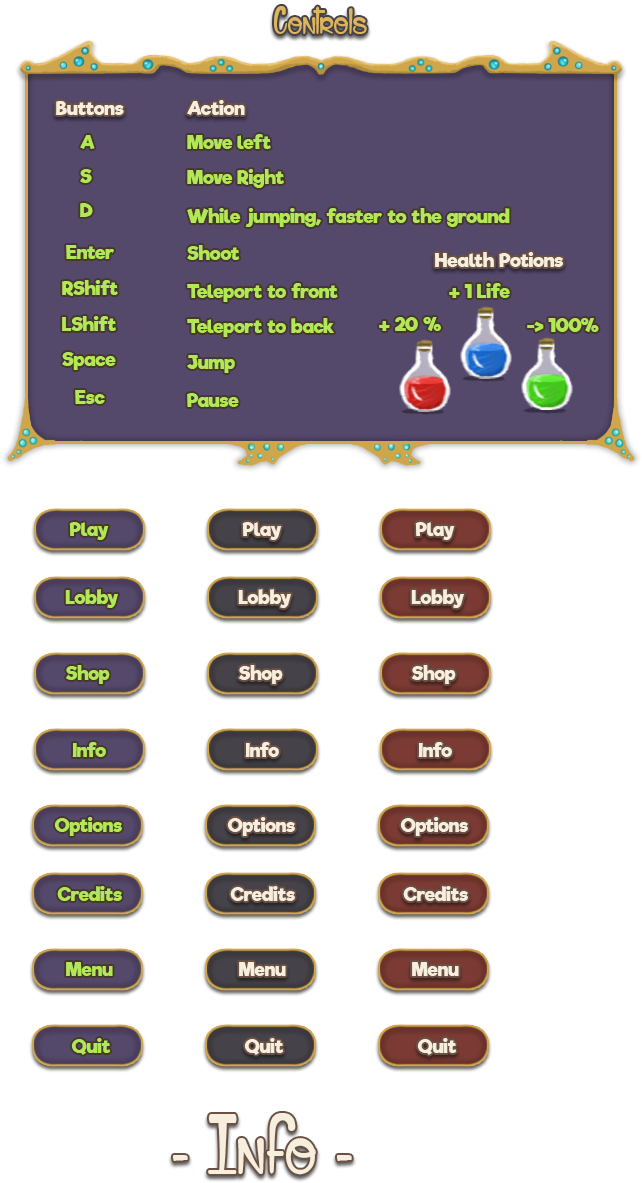 Controls
Buttons Action
A Move left
S Move Right
D While jumping, faster to the ground
Enter Shoot
Health Potions
RShift Teleport to front + 1 Life
LShift Teleport to back + 20 % -> 100%
Space Jump
Esc Pause
Play Play Play
Lobby Lobby Lobby
Shop Shop Shop
Info Info Info
Options Options Options
Credits Credits Credits
Menu Menu Menu
Quit Quit Quit
- Info -